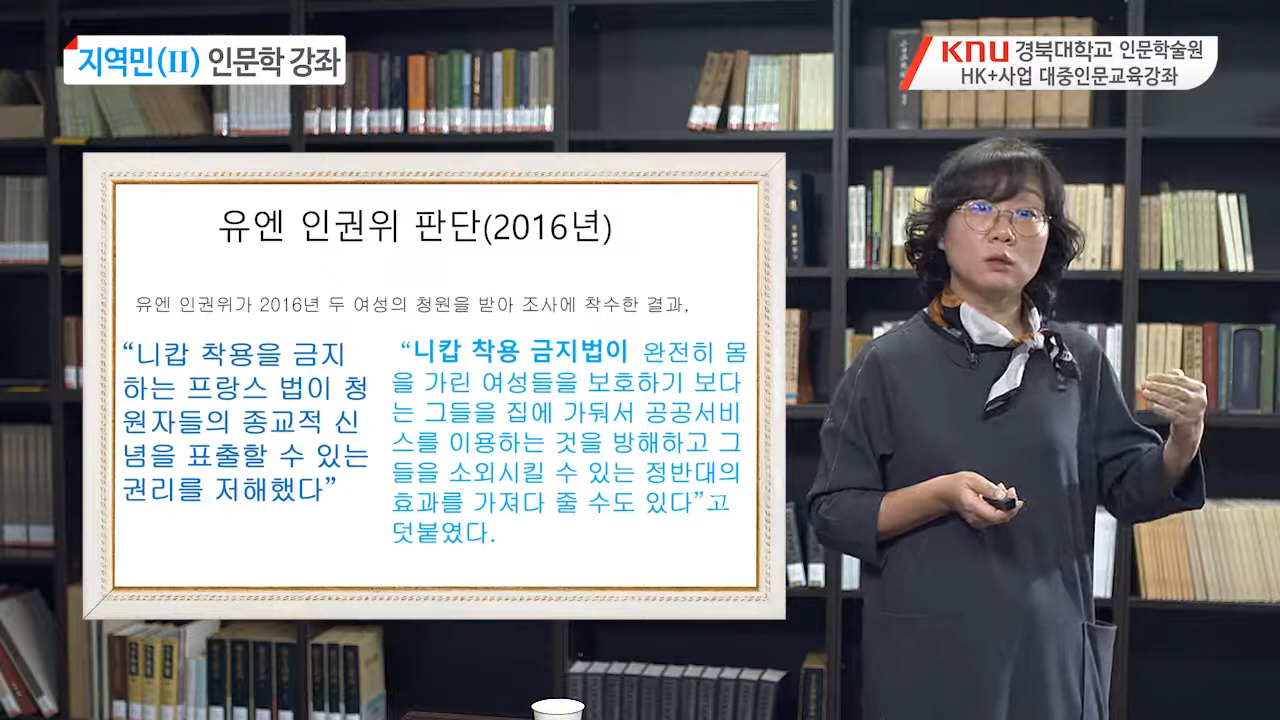 지역민(II) 인문학 강좌
KNU 경북대학교 인문학술원
HK+사업 대중인문교육강좌
유엔 인권위 판단(2016년)
유엔 인권위가 2016년 두 여성의 청원을 받아 조사에 착수한 결과,
“니캅 착용을 금지
하는 프랑스 법이 청
원자들의 종교적 신
념을 표출할 수 있는
권리를 저해했다”
“니캅 착용 금지법이 완전히 몸
을 가린 여성들을 보호하기 보다
는 그들을 집에 가둬서 공공서비
스를 이용하는 것을 방해하고 그
들을 소외시킬 수 있는 정반대의
효과를 가져다 줄 수도 있다”고
덧붙였다.